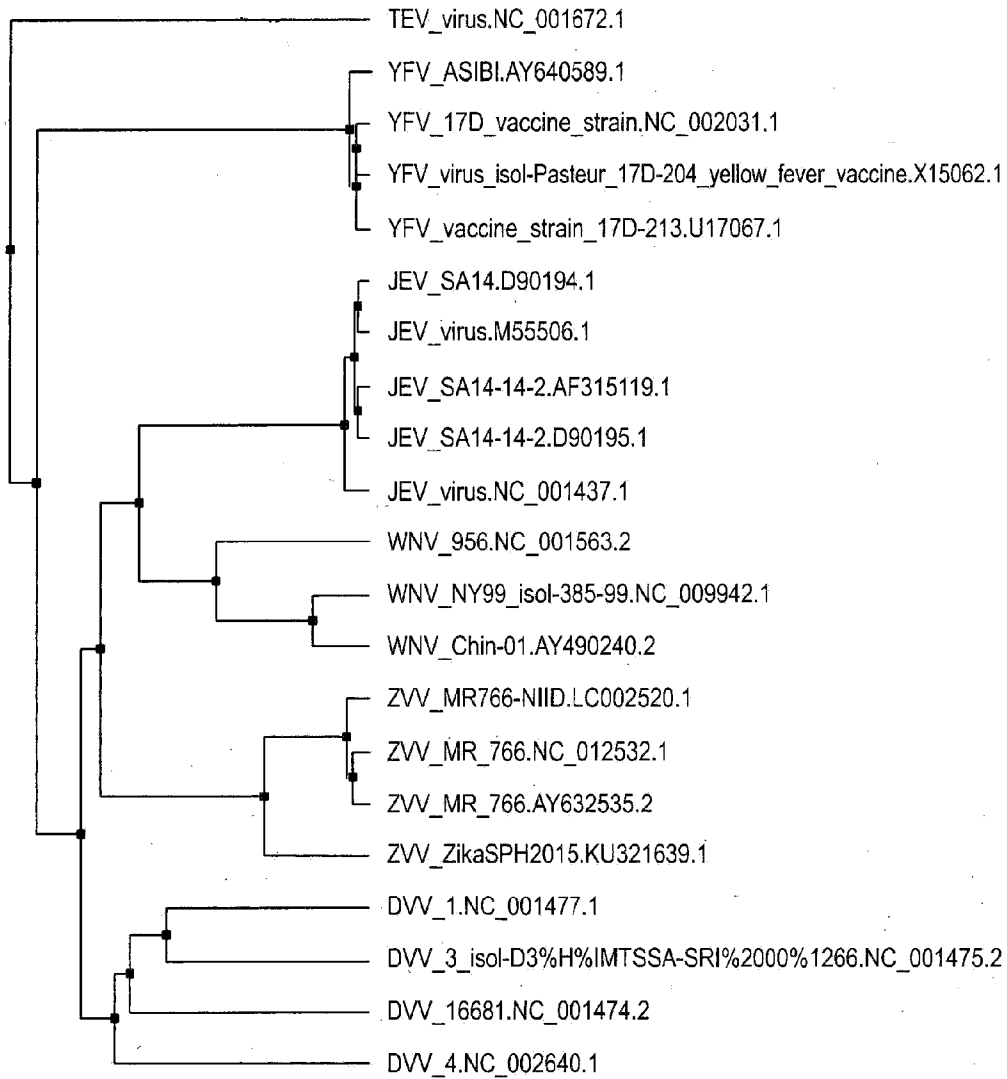 TEV_virus.NC_001672.1
YFV_ASIBI.AY640589.1
YFV_17D_vaccine_strain.NC_002031.1
YFV_virus_isol-Pasteur_17D-204_yellow_fever_vaccine.X15062.1
YFV_vaccine_strain_17D-213.U17067.1
JEV_SA14.D90194.1
JEV_virus.M55506.1
JEV_SA14-14-2.AF315119.1
JEV_SA14-14-2.D90195.1
JEV_virus.NC_001437.1
WNV_956.NC_001563.2
WNV_NY99_isol-385-99.NC_009942.1
WNV_Chin-01.AY490240.2
ZVV_MR766-NIID.LC002520.1
ZVV_MR_766.NC_012532.1
ZVV_MR_766.AY632535.2
ZVV_ZikaSPH2015.KU321639.1
DVV_1.NC_001477.1
DVV_3_isol-D3%H%IMTSSA-SRI%2000%1266.NC_001475.2
DVV_16681.NC_001474.2
DVV_4.NC_002640.1